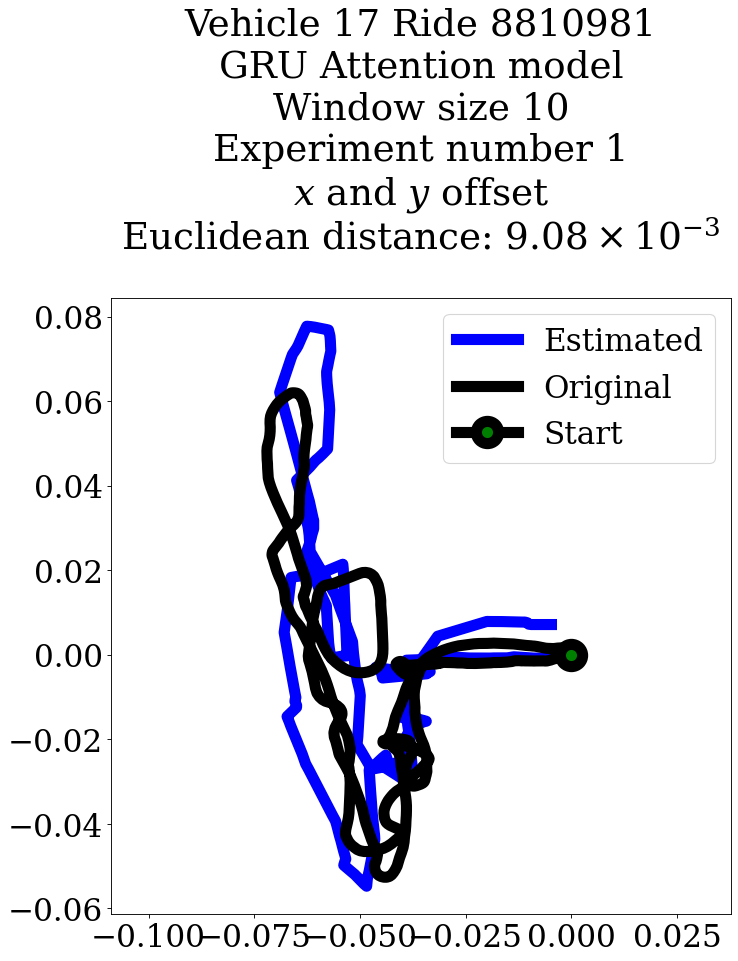 Vehicle 17 Ride 8810981
GRU Attention model
Window size 10
Experiment number 1
x and y offset
Euclidean distance: 9.08 × 10⁻³
Estimated
Original
Start
0.08
0.06
0.04
0.02
0.00
−0.02
−0.04
−0.06
−0.100 −0.075 −0.050 −0.025 0.000 0.025